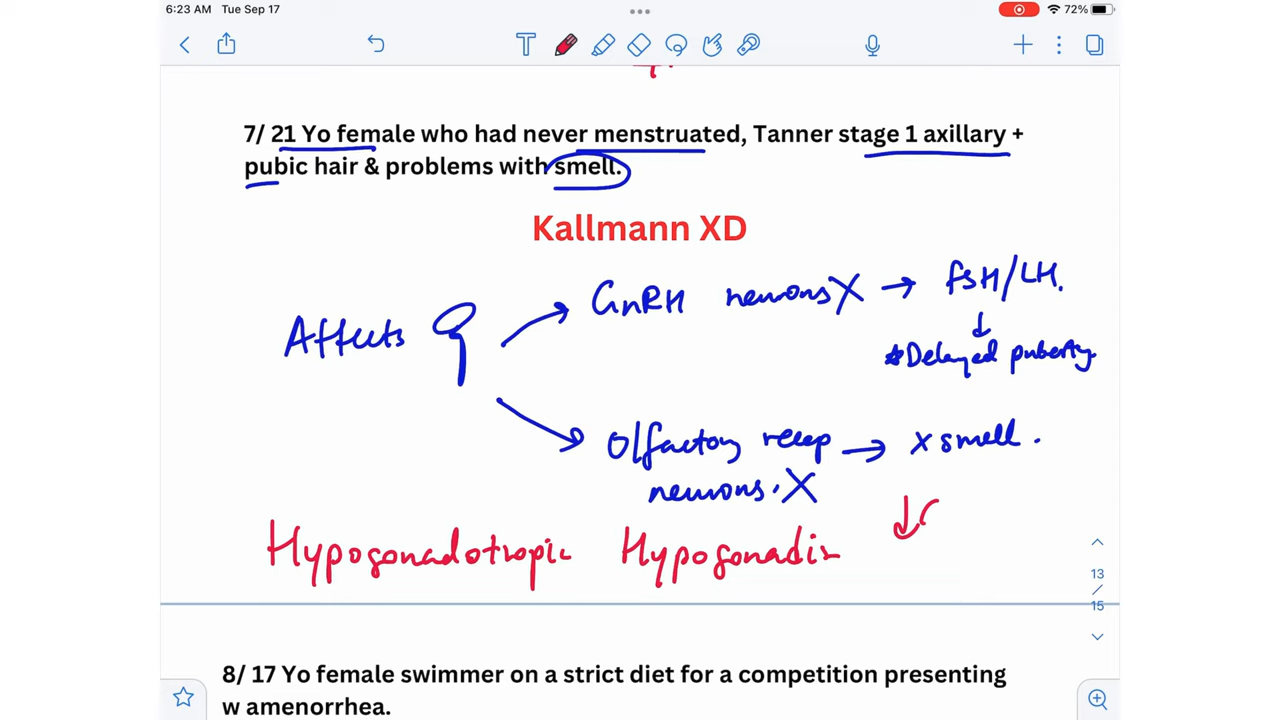 6:23 AM Tue Sep 17
72%
7/ 21 Yo female who had never menstruated, Tanner stage 1 axillary +
pubic hair & problems with smell.
Kallmann XD
GnRH neurons X → FSH/LH.
Affects
*Delayed puberty
Olfactory recep → x smell.
neurons. X
Hypogonadotropic Hypogonadis
13
/
15
8/ 17 Yo female swimmer on a strict diet for a competition presenting
w amenorrhea.